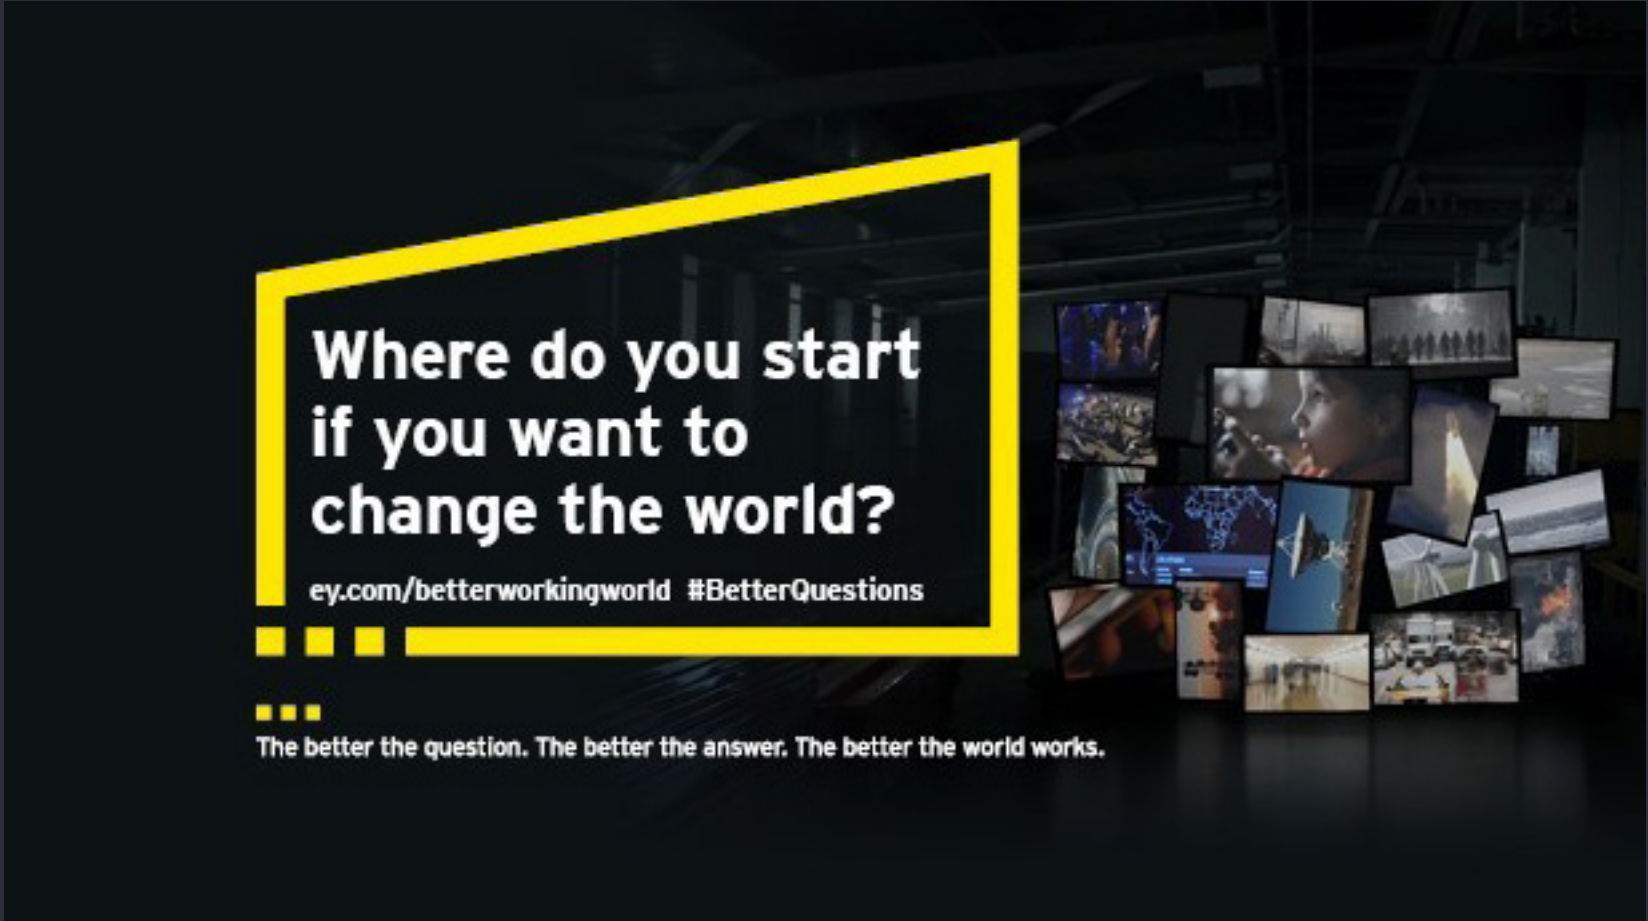 Where do you start
if you want to
change the world?
ey.com/betterworkingworld #BetterQuestions
The better the question. The better the answer. The better the world works.